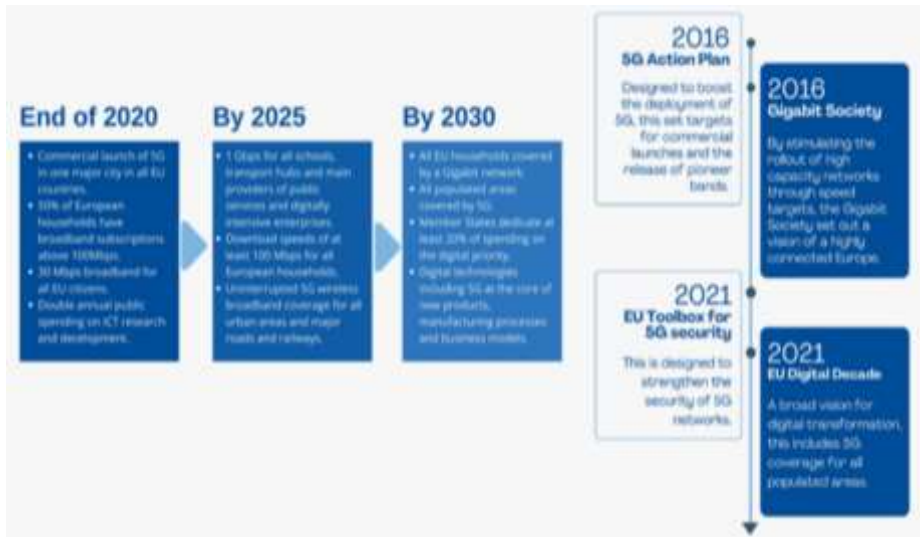 End of 2020
• Commercial launch of 5G
in one major city in all EU
countries.
• 50% of European
households have
broadband subscriptions
above 100Mbps.
• 30 Mbps broadband for
all EU citizens.
• Double annual public
spending on ICT research
and development.
By 2025
• 1 Gbps for all schools,
transport hubs and main
providers of public
services and digitally
intensive enterprises.
• Download speeds of at
least 100 Mbps for all
European households.
• Uninterrupted 5G wireless
broadband coverage for all
urban areas and major
roads and railways.
By 2030
• All EU households covered
by a Gigabit network
• All populated areas
covered by 5G.
• Member States dedicate at
least 20% of spending on
the digital priority.
• Digital technologies
including 5G at the core of
new products,
manufacturing processes
and business models
2016
5G Action Plan
Designed to boost
the deployment of
5G, this set targets
for commercial
launches and the
release of pioneer
bands.
2016
Gigabit Society
By stimulating the
rollout of high
capacity networks
through speed
targets, the Gigabit
Society set out a
vision of a highly
connected Europe.
2021
EU Toolbox for
5G security
This is designed to
strengthen the
security of 5G
networks.
2021
EU Digital Decade
A broad vision for
digital transformation,
this includes 5G
coverage for all
populated areas.